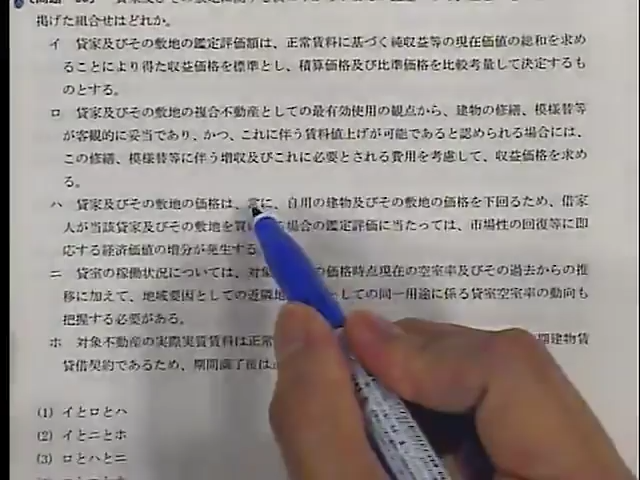 掲げた組合せはどれか。
イ 貸家及びその敷地の鑑定評価額は、正常賃料に基づく純収益等の現在価値の総和を求め
ることにより得た収益価格を標準とし、積算価格及び比準価格を比較考量して決定するも
のとする。
ロ 貸家及びその敷地の複合不動産としての最有効使用の観点から、建物の修繕、模様替等
が客観的に妥当であり、かつ、これに伴う賃料値上げが可能であると認められる場合には、
この修繕、模様替等に伴う増収及びこれに必要とされる費用を考慮して、収益価格を求め
る。
ハ 貸家及びその敷地の価格は、常に、自用の建物及びその敷地の価格を下回るため、借家
人が当該貸家及びその敷地を買 場合の鑑定評価に当たっては、市場性の回復等に即
応する経済価値の増分が発生する
ニ 貸室の稼働状況については、対象 の価格時点現在の空室率及びその過去からの推
移に加えて、地域要因としての近隣地 しての同一用途に係る貸室空室率の動向も
把握する必要がある。
ホ 対象不動産の実際実質賃料は正常 期建物賃
貸借契約であるため、期間満了後は
(1) イとロとハ
(2) イとニとホ
(3) ロとハとニ